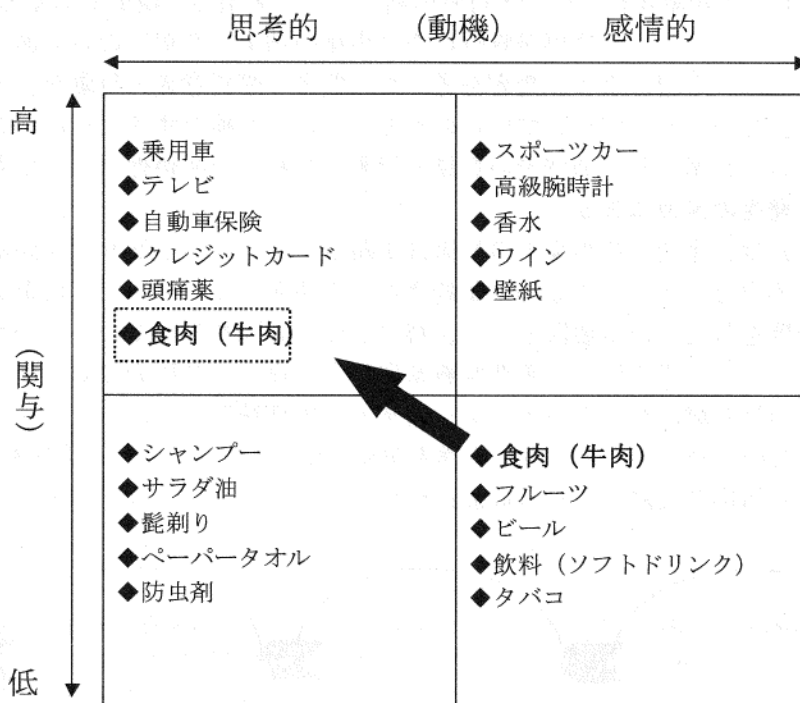 思考的 （動機） 感情的
高
◆乗用車
◆テレビ
◆自動車保険
◆クレジットカード
◆頭痛薬
◆食肉（牛肉）
◆スポーツカー
◆高級腕時計
◆香水
◆ワイン
◆壁紙
（関与）
◆シャンプー
◆サラダ油
◆髭剃り
◆ペーパータオル
◆防虫剤
◆食肉（牛肉）
◆フルーツ
◆ビール
◆飲料（ソフトドリンク）
◆タバコ
低